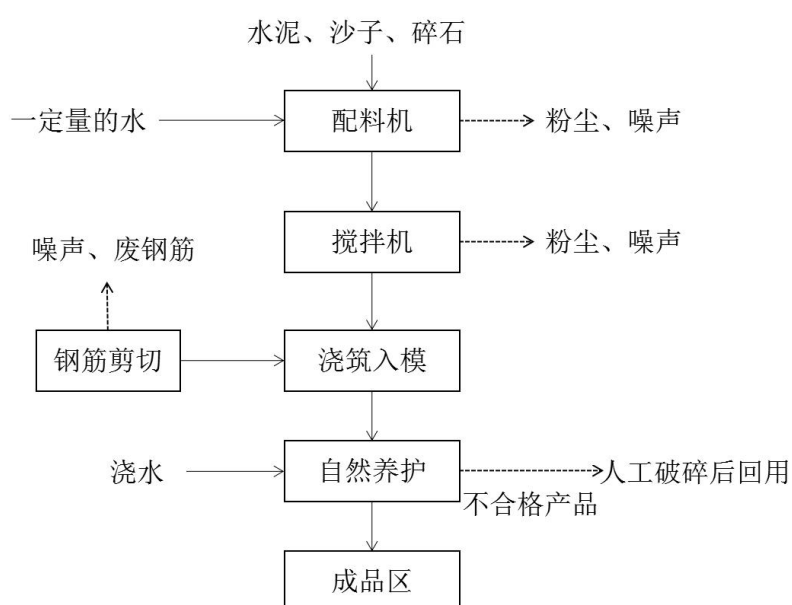 水泥、沙子、碎石
一定量的水
配料机
粉尘、噪声
搅拌机
粉尘、噪声
噪声、废钢筋
钢筋剪切
浇筑入模
浇水
自然养护
人工破碎后回用
不合格产品
成品区